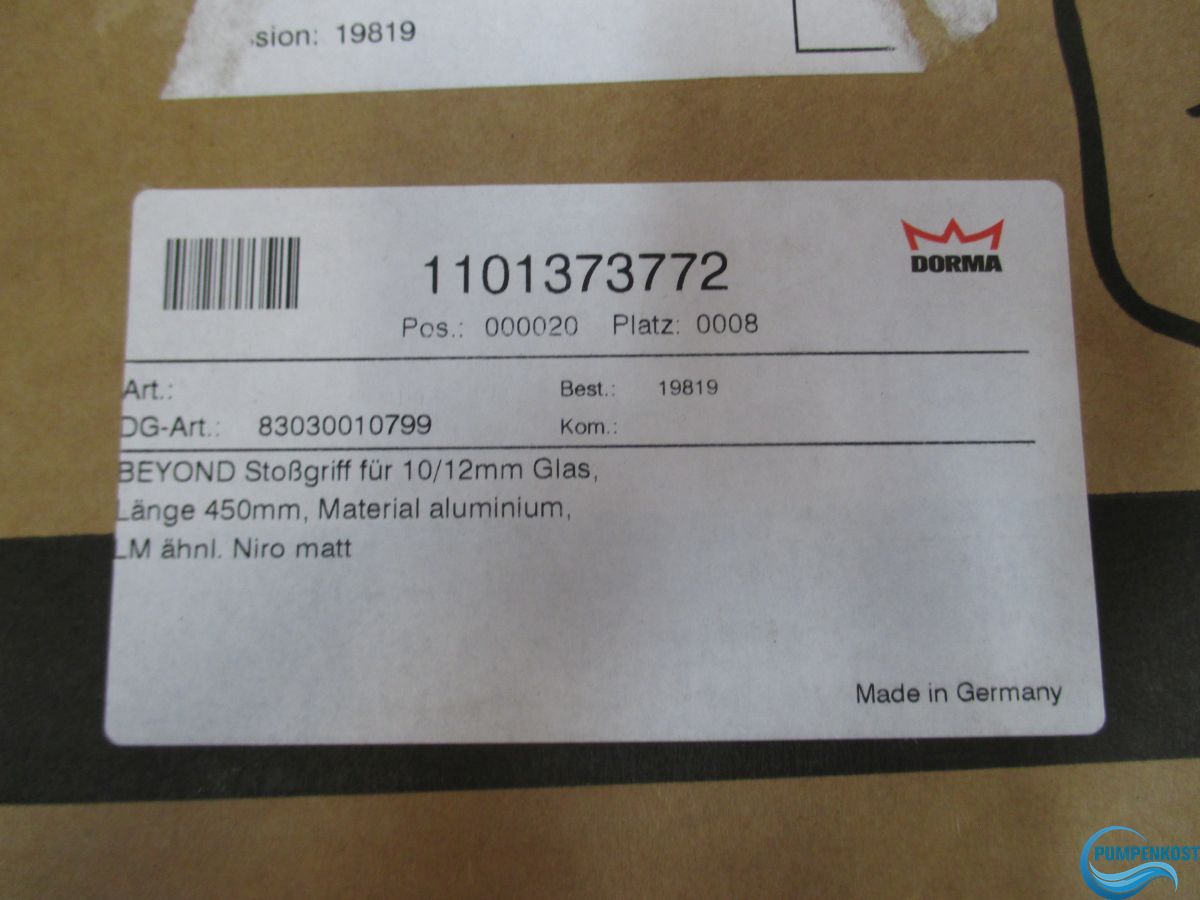 sion: 19819
1101373772
DORMA
Pos.: 000020 Platz: 0008
Art.:
Best.: 19819
DG-Art.: 83030010799
Kom.:
BEYOND Stoßgriff für 10/12mm Glas,
Länge 450mm, Material aluminium,
LM ähnl. Niro matt
Made in Germany
PUMPENKOST